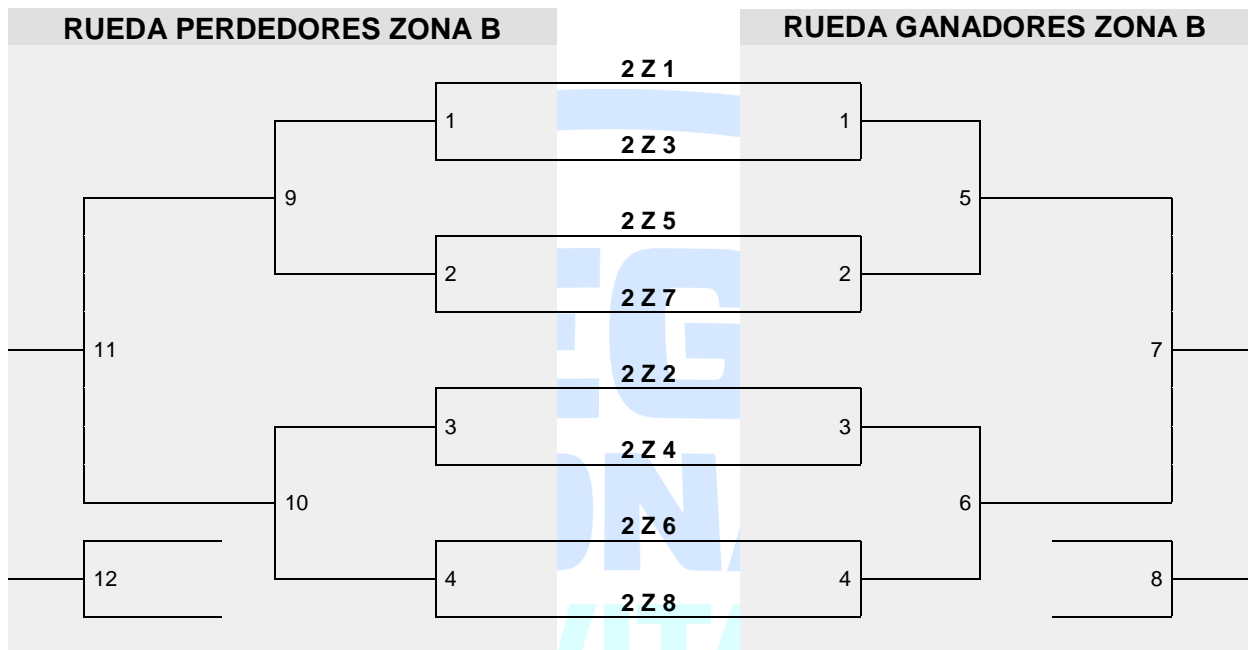 RUEDA PERDEDORES ZONA B
RUEDA GANADORES ZONA B
2 Z 1
1
1
2 Z 3
9
5
2 Z 5
2
2
2 Z 7
11
7
2 Z 2
3
3
2 Z 4
10
6
2 Z 6
12
4
4
8
2 Z 8